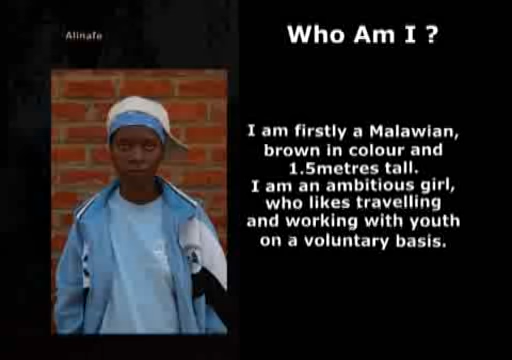 Alinafe
Who Am I ?
I am firstly a Malawian,
brown in colour and
1.5metres tall.
I am an ambitious girl,
who likes travelling
and working with youth
on a voluntary basis.